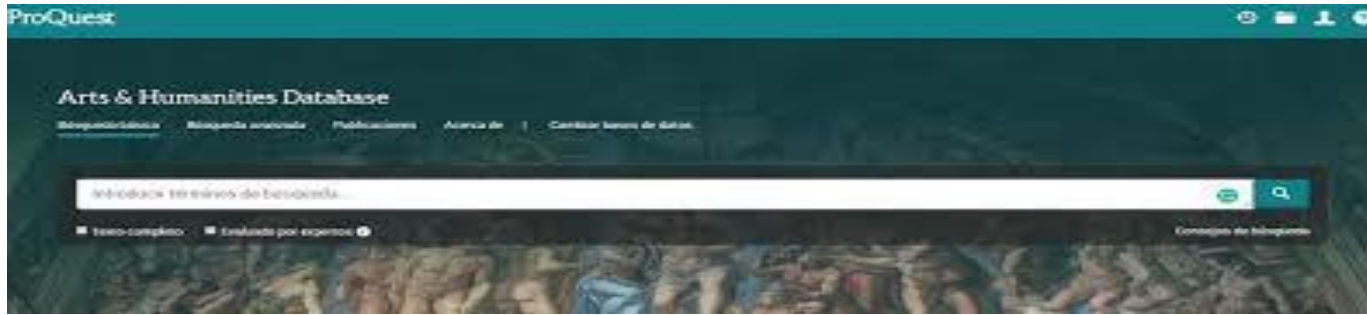 ProQuest
Arts & Humanities Database
Búsqueda básica Búsqueda avanzada Publicaciones Acerca de | Cambiar bases de datos
Introduce términos de búsqueda...
Texto completo Evaluado por expertos
Consejos de búsqueda